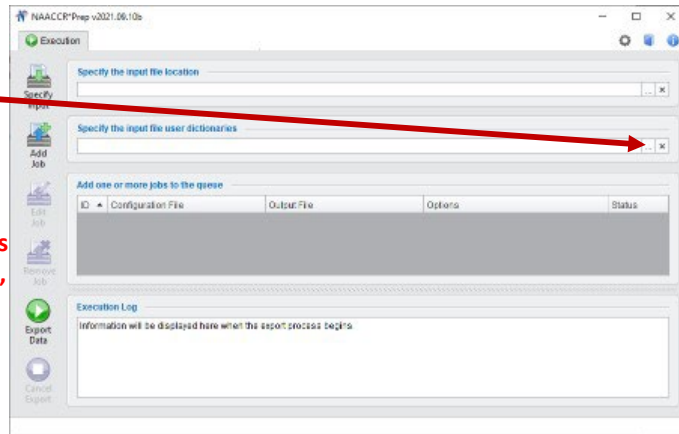 NAACCR*Prep v2021.09.10b
Execution
Specify the input file location
...
Specify
Input
Specify the input file user dictionaries
...
Add
Job
Add one or more jobs to the queue
ID Configuration File Output File Options Status
Edit
Job
s
Remove
Job
,
Export
Data
Execution Log
Information will be displayed here when the export process begins.
Cancel
Export